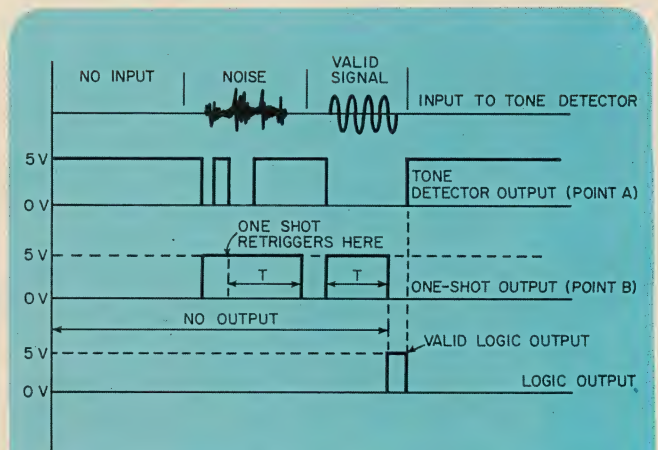 NO INPUT
NOISE
VALID
SIGNAL
INPUT TO TONE DETECTOR
5 V
0 V
TONE
DETECTOR OUTPUT (POINT A)
ONE SHOT
RETRIGGERS HERE
5 V
0 V
T
T
ONE-SHOT OUTPUT (POINT B)
NO OUTPUT
5 V
0 V
VALID LOGIC OUTPUT
LOGIC OUTPUT